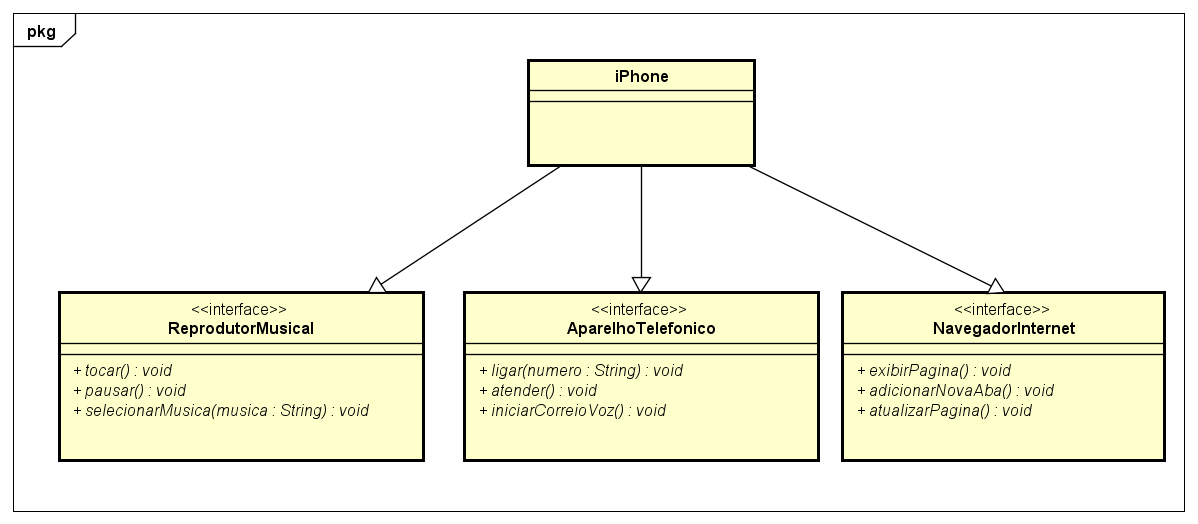 pkg
iPhone
<<interface>>
ReprodutorMusical
+ tocar() : void
+ pausar() : void
+ selecionarMusica(musica : String) : void
<<interface>>
AparelhoTelefonico
+ ligar(numero : String) : void
+ atender() : void
+ iniciarCorreioVoz() : void
<<interface>>
NavegadorInternet
+ exibirPagina() : void
+ adicionarNovaAba() : void
+ atualizarPagina() : void